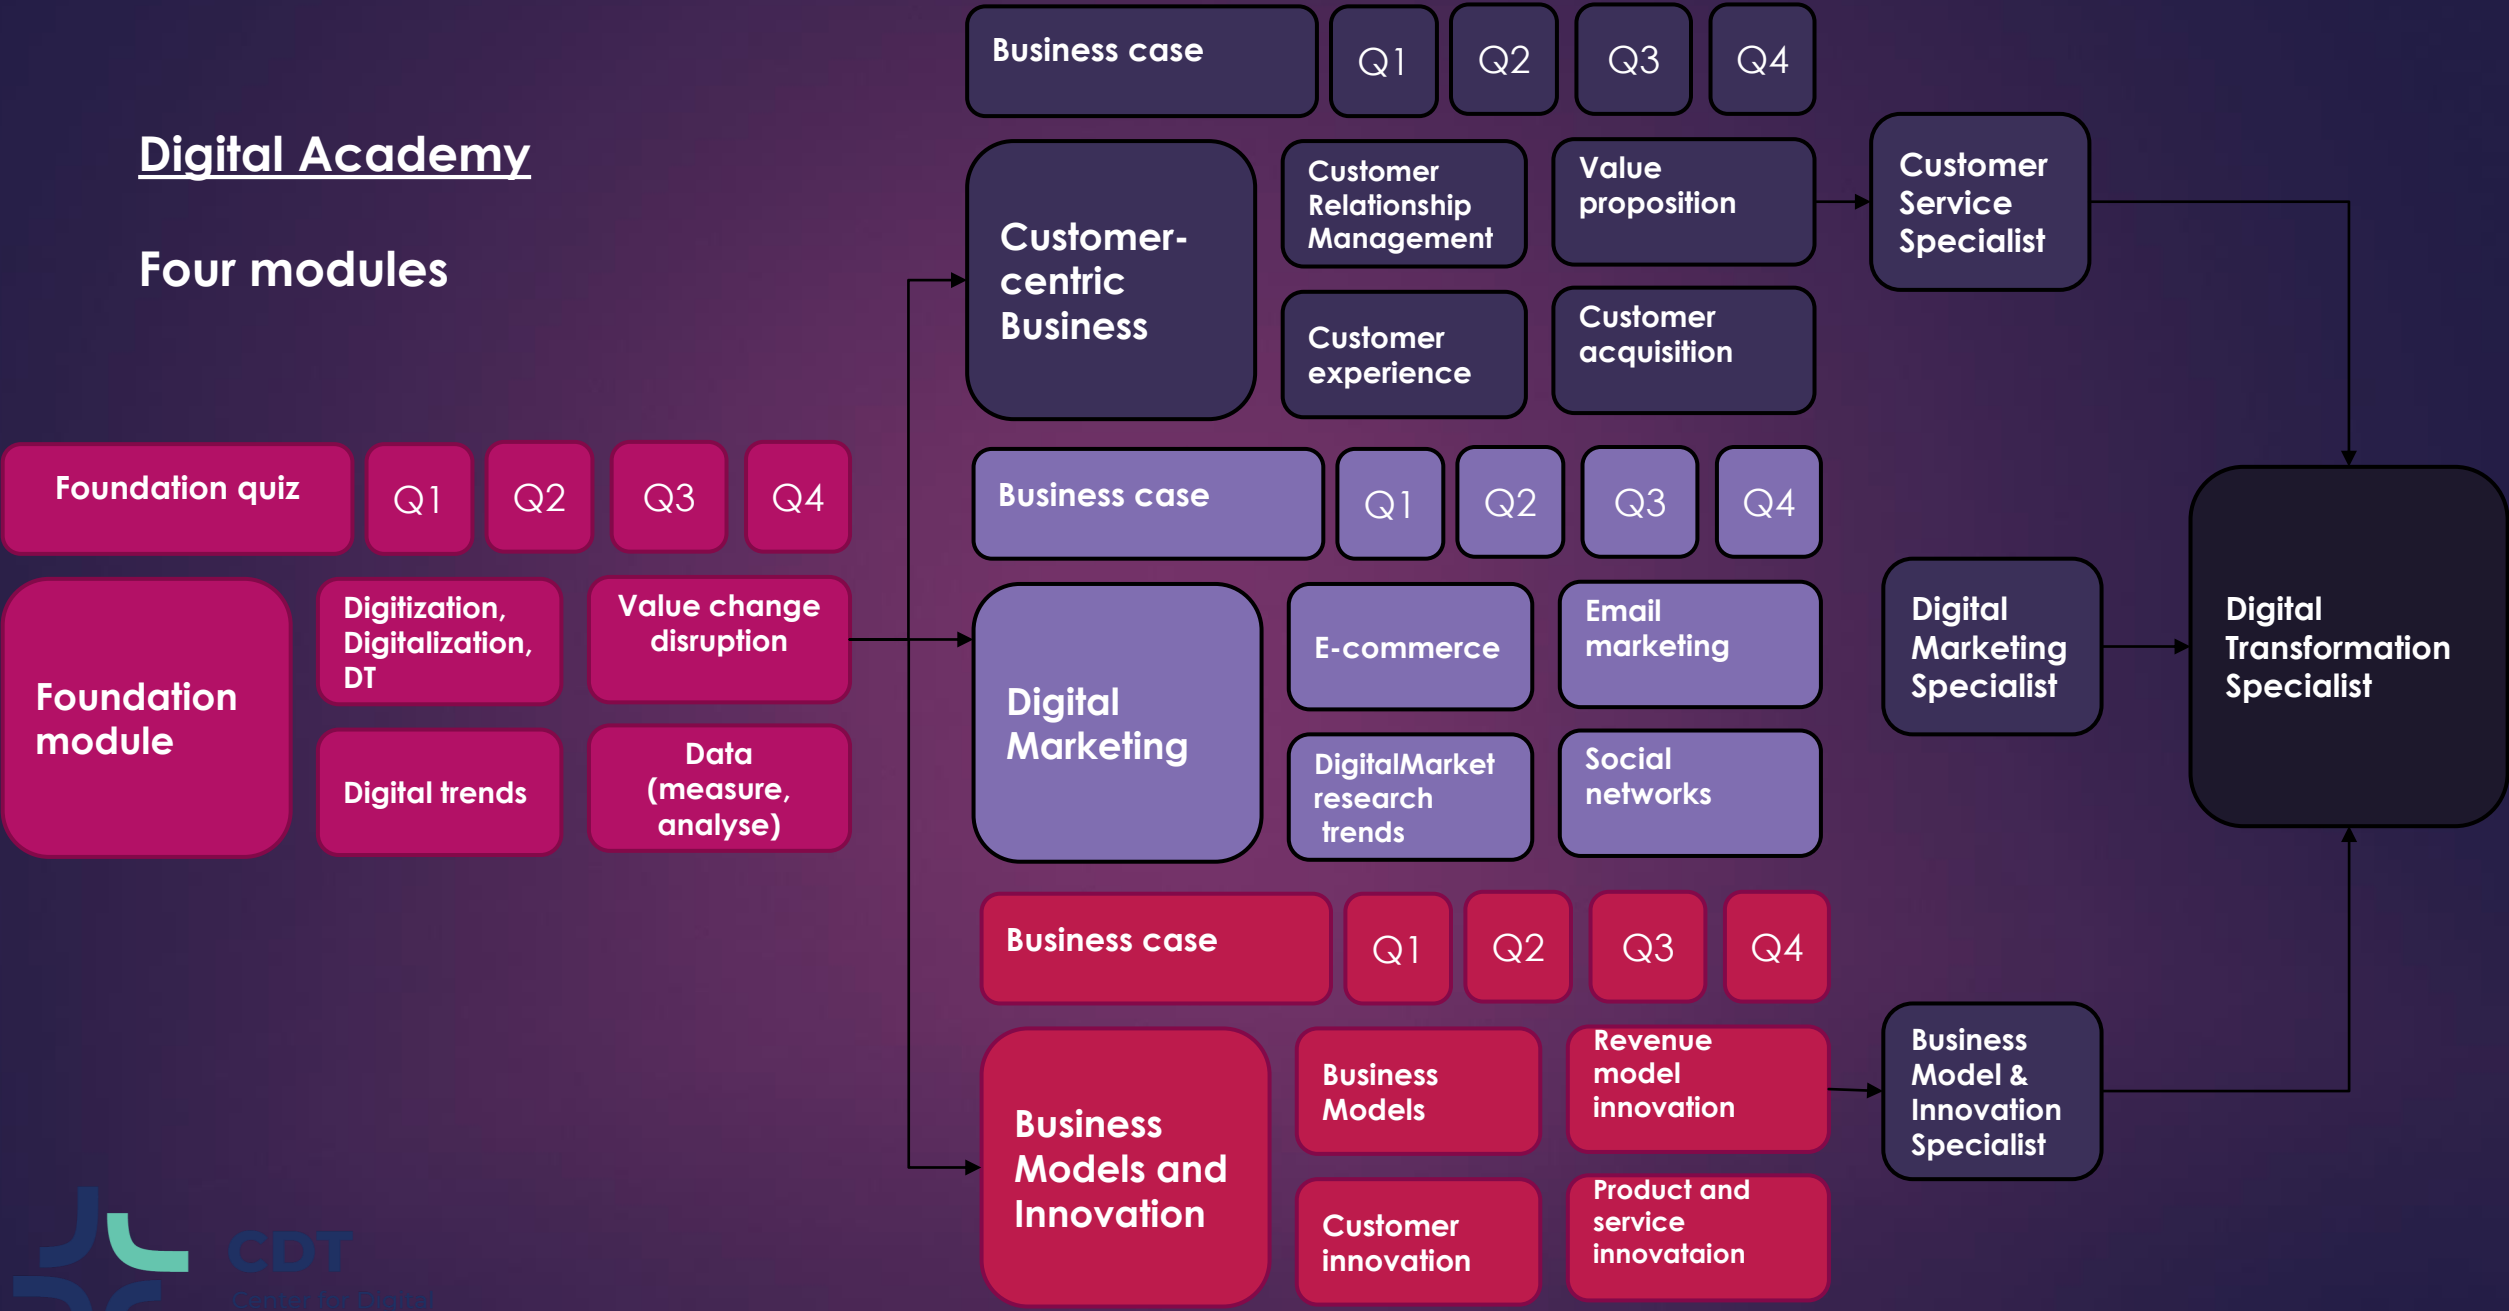 Digital Academy
Four modules
Foundation quiz
Q1
Q2
Q3
Q4
Foundation
module
Digitization,
Digitalization,
DT
Value change
disruption
Digital trends
Data
(measure,
analyse)
Business case
Q1
Q2
Q3
Q4
Customer-
centric
Business
Customer
Relationship
Management
Value
proposition
Customer
experience
Customer
acquisition
Customer
Service
Specialist
Business case
Q1
Q2
Q3
Q4
Digital
Marketing
E-commerce
Email
marketing
DigitalMarket
research
trends
Social
networks
Digital
Marketing
Specialist
Digital
Transformation
Specialist
Business case
Q1
Q2
Q3
Q4
Business
Models and
Innovation
Business
Models
Revenue
model
innovation
Customer
innovation
Product and
service
innovataion
Business
Model &
Innovation
Specialist
CDT
Center for Digital